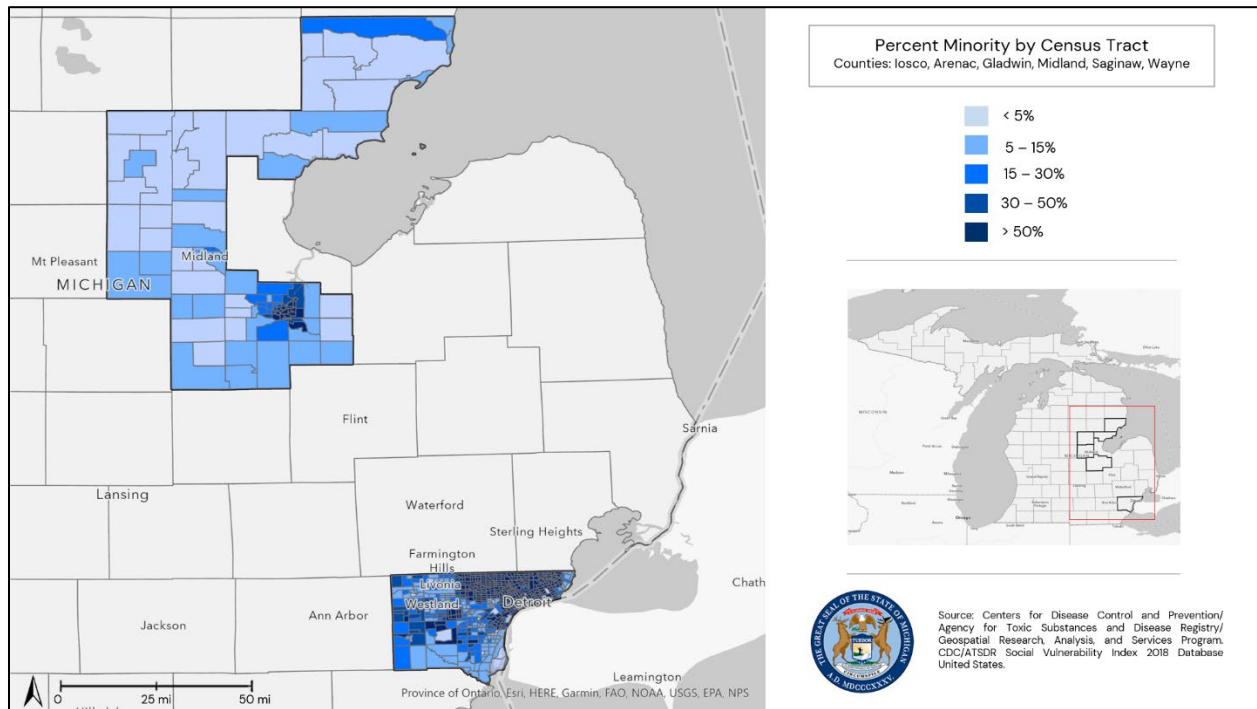 Percent Minority by Census Tract
Counties: Iosco, Arenac, Gladwin, Midland, Saginaw, Wayne
< 5%
5 – 15%
15 – 30%
30 – 50%
> 50%
Mt Pleasant
Midland
MICHIGAN
Flint
Sarnia
Lansing
Waterford
Sterling Heights
Farmington
Hills
Livonia
Westland
Detroit
Chath
Ann Arbor
Jackson
Leamington
0 25 mi 50 mi
Province of Ontario, Esri, HERE, Garmin, FAO, NOAA, USGS, EPA, NPS
WISCONSIN
MICHIGAN
Chicago
THE GREAT SEAL OF THE STATE OF MICHIGAN
TUEBOR
A.D. MDCCCXXXV.
Source: Centers for Disease Control and Prevention/
Agency for Toxic Substances and Disease Registry/
Geospatial Research, Analysis, and Services Program.
CDC/ATSDR Social Vulnerability Index 2018 Database
United States.